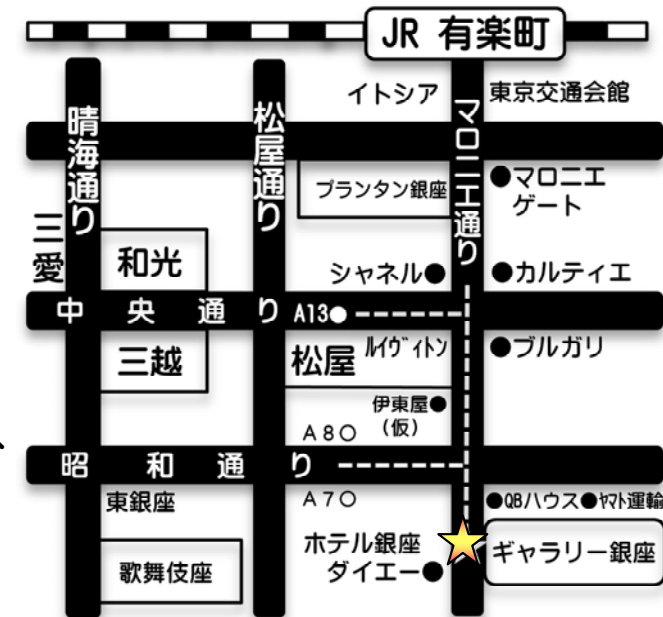 JR 有楽町
イトシア
東京交通会館
晴海通り
松屋通り
マロニエ通り
プランタン銀座
●マロニエ
ゲート
三愛
和光
シャネル●
●カルティエ
中央通り
A13●
三越
松屋
ルイヴィトン
●ブルガリ
伊東屋●
(仮)
A8○
昭和通り
東銀座
A7○
●QBハウス●ヤマト運輸
歌舞伎座
ホテル銀座
ダイエー●
ギャラリー銀座